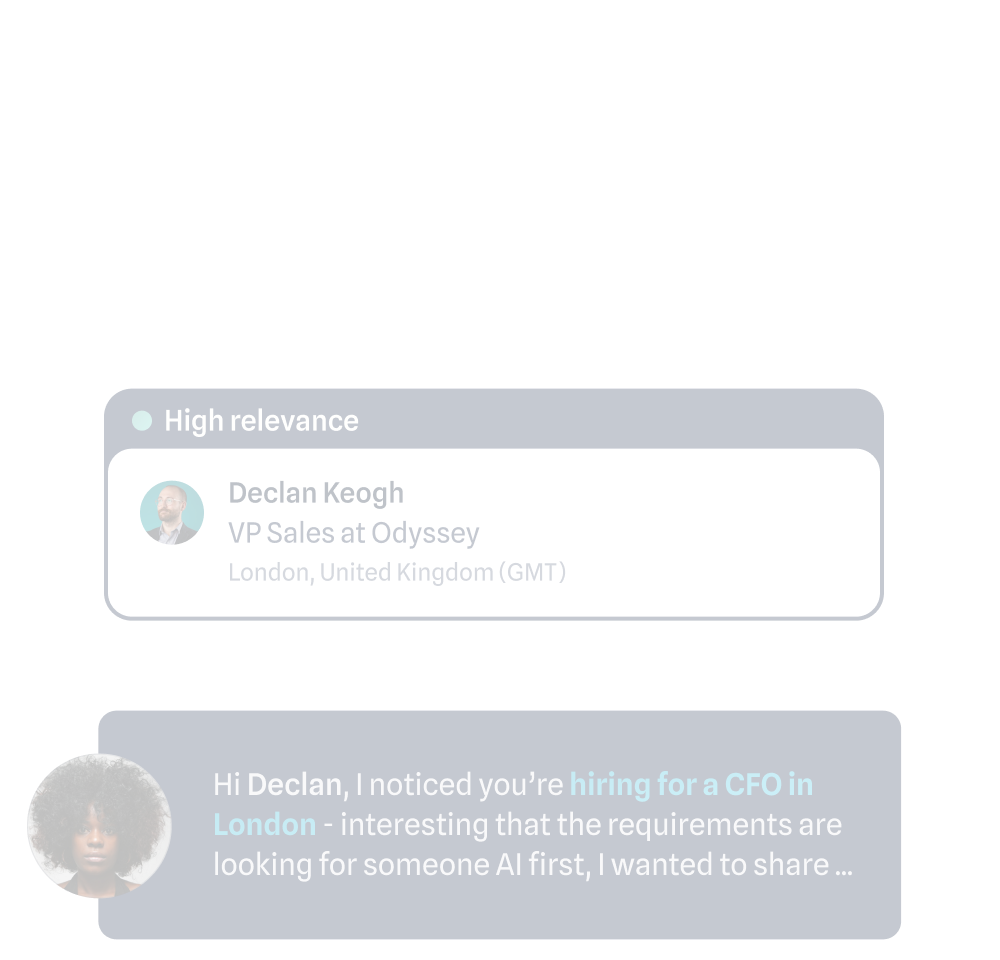 High relevance
Declan Keogh
VP Sales at Odyssey
London, United Kingdom (GMT)
Hi Declan, I noticed you’re hiring for a CFO in
London - interesting that the requirements are
looking for someone AI first, I wanted to share ...